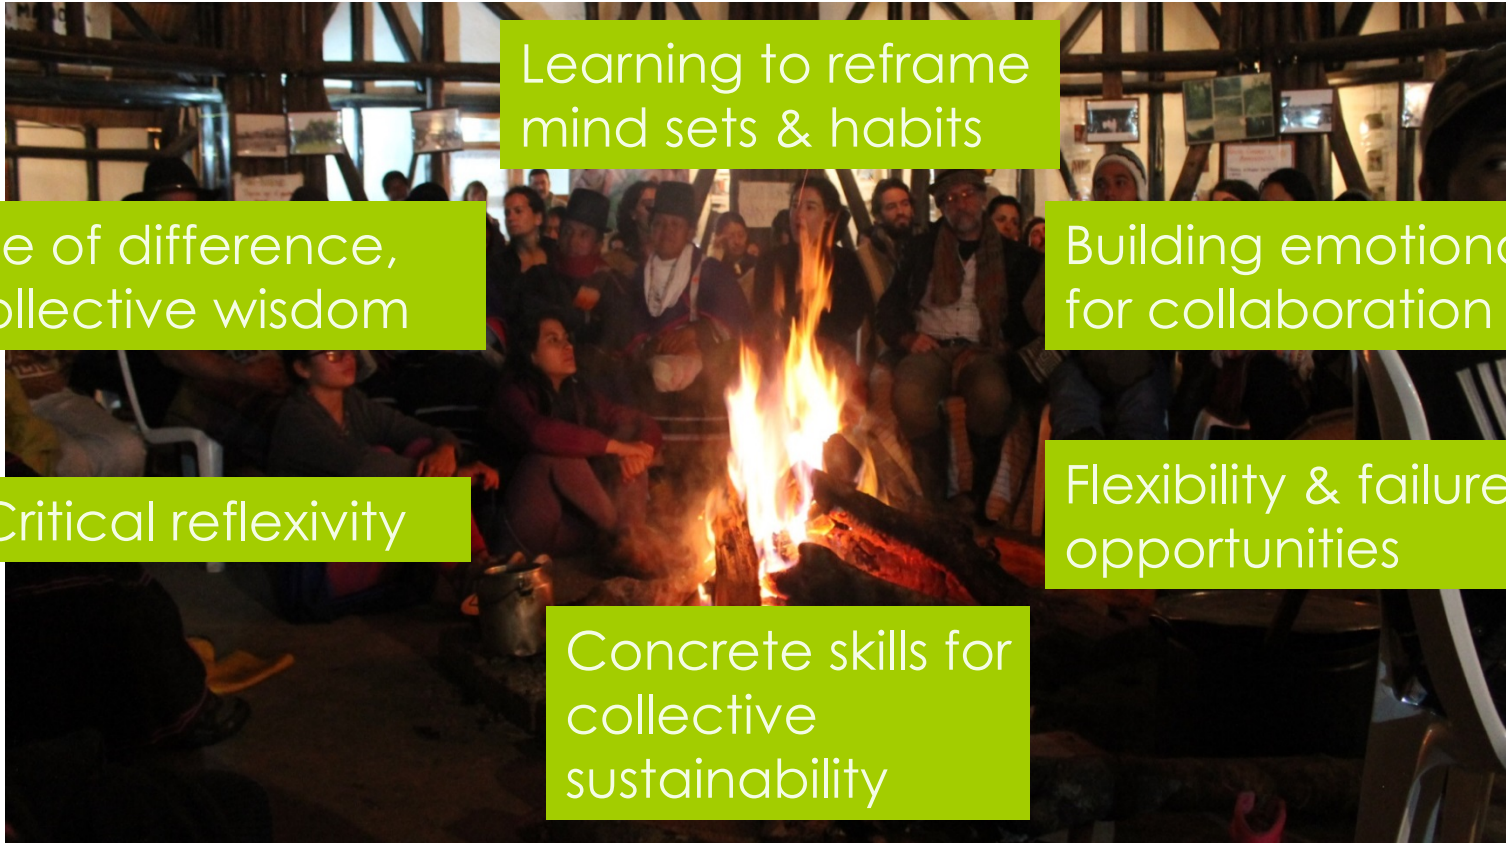 Learning to reframe
mind sets & habits
e of difference,
ollective wisdom
Building emotiona
for collaboration
Critical reflexivity
Flexibility & failure
opportunities
Concrete skills for
collective
sustainability